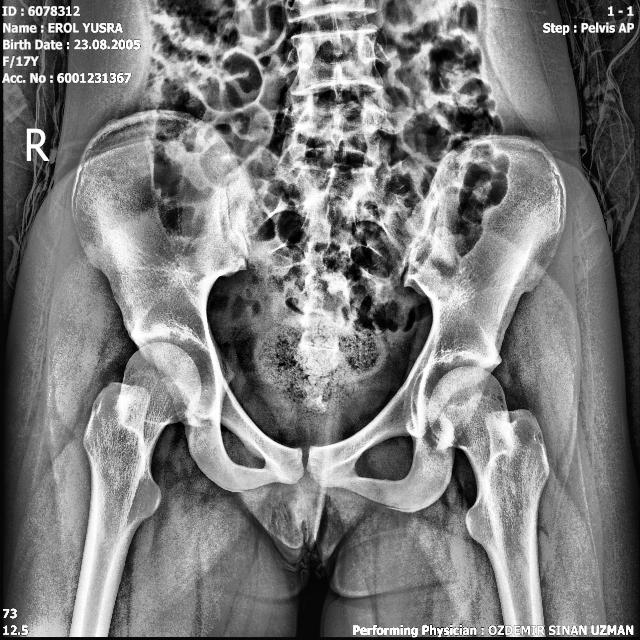 ID : 6078312
Name : EROL YUSRA
Birth Date : 23.08.2005
F/17Y
Acc. No : 6001231367
1 - 1
Step : Pelvis AP
R
73
12.5
Performing Physician : OZDEMIR SINAN UZMAN